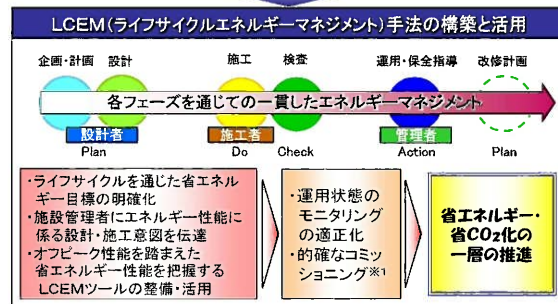 LCEM(ライフサイクルエネルギーマネジメント)手法の構築と活用
企画・計画 設計 施工 検査 運用・保全指導 改修計画
各フェーズを通じての一貫したエネルギーマネジメント
設計者 施工者 管理者
Plan Do Check Action Plan
・ライフサイクルを通じた省エネル
ギー目標の明確化
・施設管理者にエネルギー性能に
係る設計・施工意図を伝達
・オフピーク性能を踏まえた
省エネルギー性能を把握する
LCEMツールの整備・活用
・運用状態の
モニタリング
の適正化
・的確なコミッ
ショニング※1
省エネルギー・
省CO2化の
一層の推進